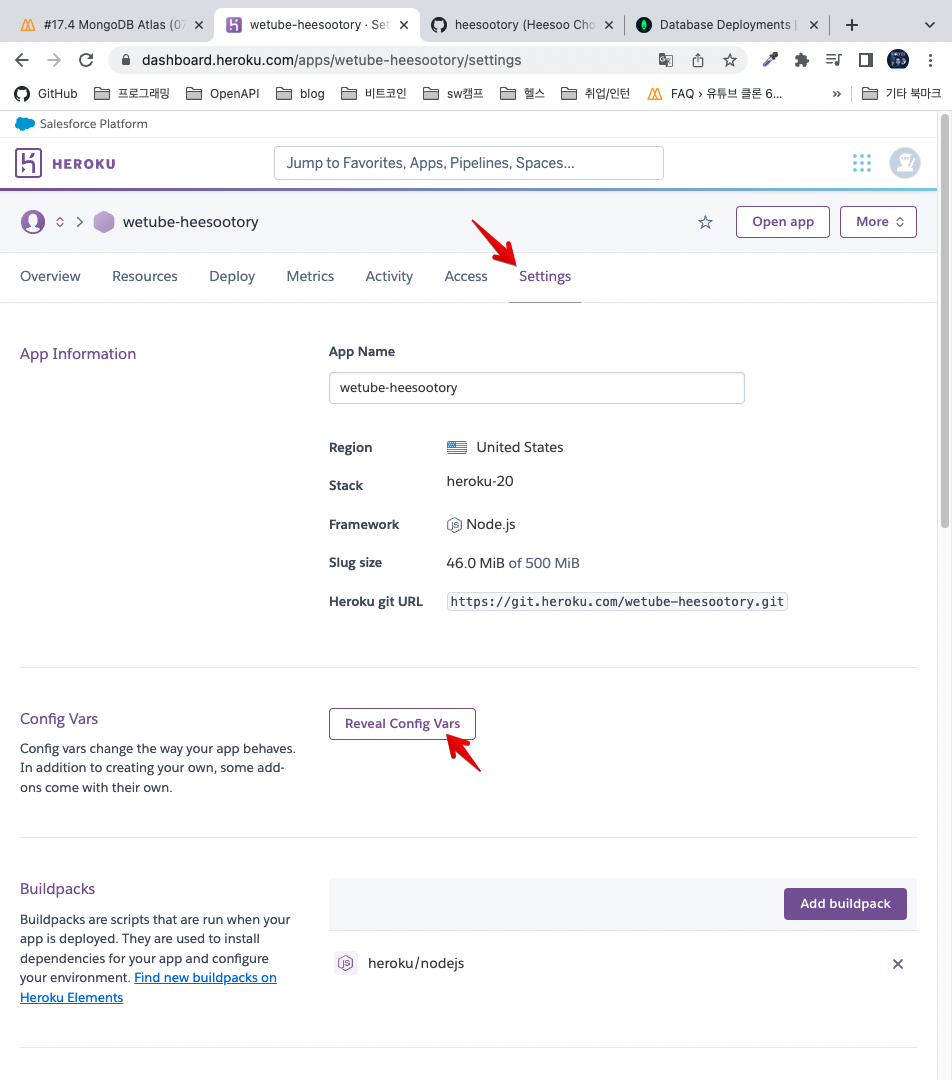 #17.4 MongoDB Atlas (07
wetube-heesootory · Set
heesootory (Heesoo Cho
Database Deployments |
dashboard.heroku.com/apps/wetube-heesootory/settings
GitHub
프로그래밍
OpenAPI
blog
비트코인
sw캠프
헬스
취업/인턴
FAQ › 유튜브 클론 6...
»
기타 북마크
Salesforce Platform
HEROKU
Jump to Favorites, Apps, Pipelines, Spaces...
wetube-heesootory
Open app
More
Overview
Resources
Deploy
Metrics
Activity
Access
Settings
App Information
App Name
wetube-heesootory
Region
United States
Stack
heroku-20
Framework
Node.js
Slug size
46.0 MiB of 500 MiB
Heroku git URL
https://git.heroku.com/wetube-heesootory.git
Config Vars
Config vars change the way your app behaves.
In addition to creating your own, some add-
ons come with their own.
Reveal Config Vars
Buildpacks
Buildpacks are scripts that are run when your
app is deployed. They are used to install
dependencies for your app and configure
your environment. Find new buildpacks on
Heroku Elements
Add buildpack
heroku/nodejs